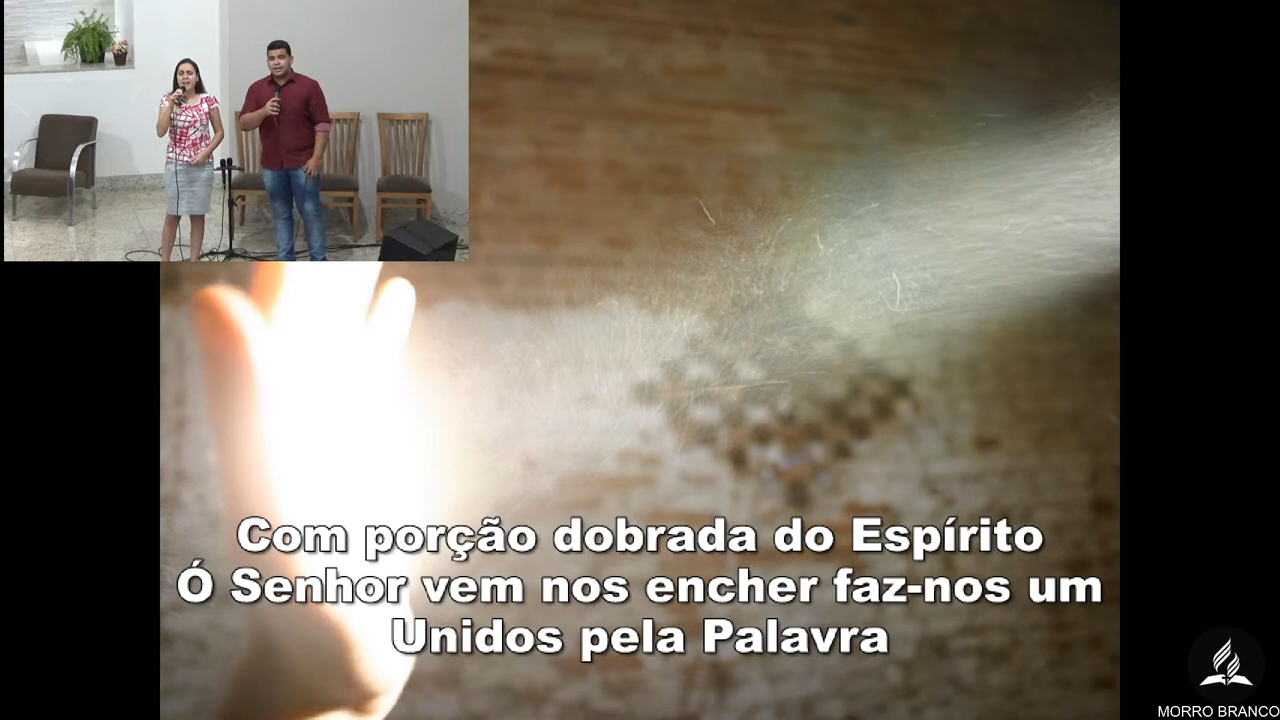 Com porção dobrada do Espírito
Ó Senhor vem nos encher faz-nos um
Unidos pela Palavra
MORRO BRANCO